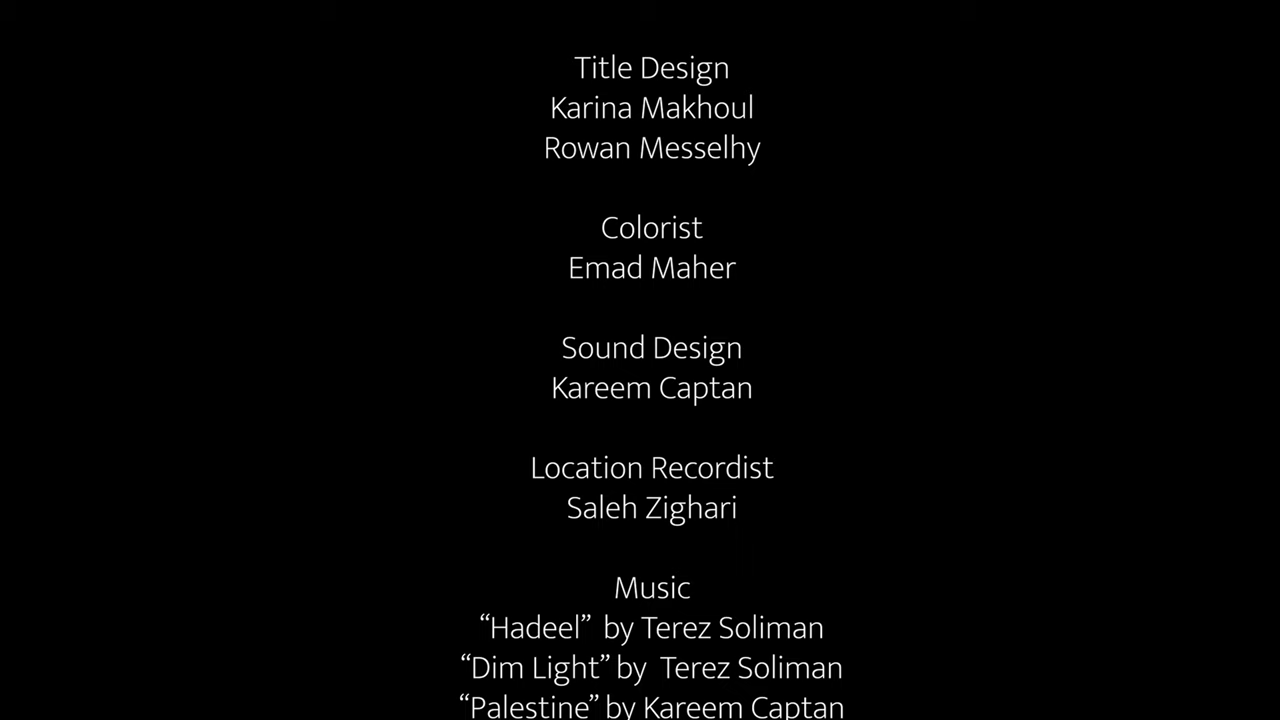 Title Design
Karina Makhoul
Rowan Messelhy
Colorist
Emad Maher
Sound Design
Kareem Captan
Location Recordist
Saleh Zighari
Music
“Hadeel” by Terez Soliman
“Dim Light” by Terez Soliman
“Palestine” by Kareem Captan